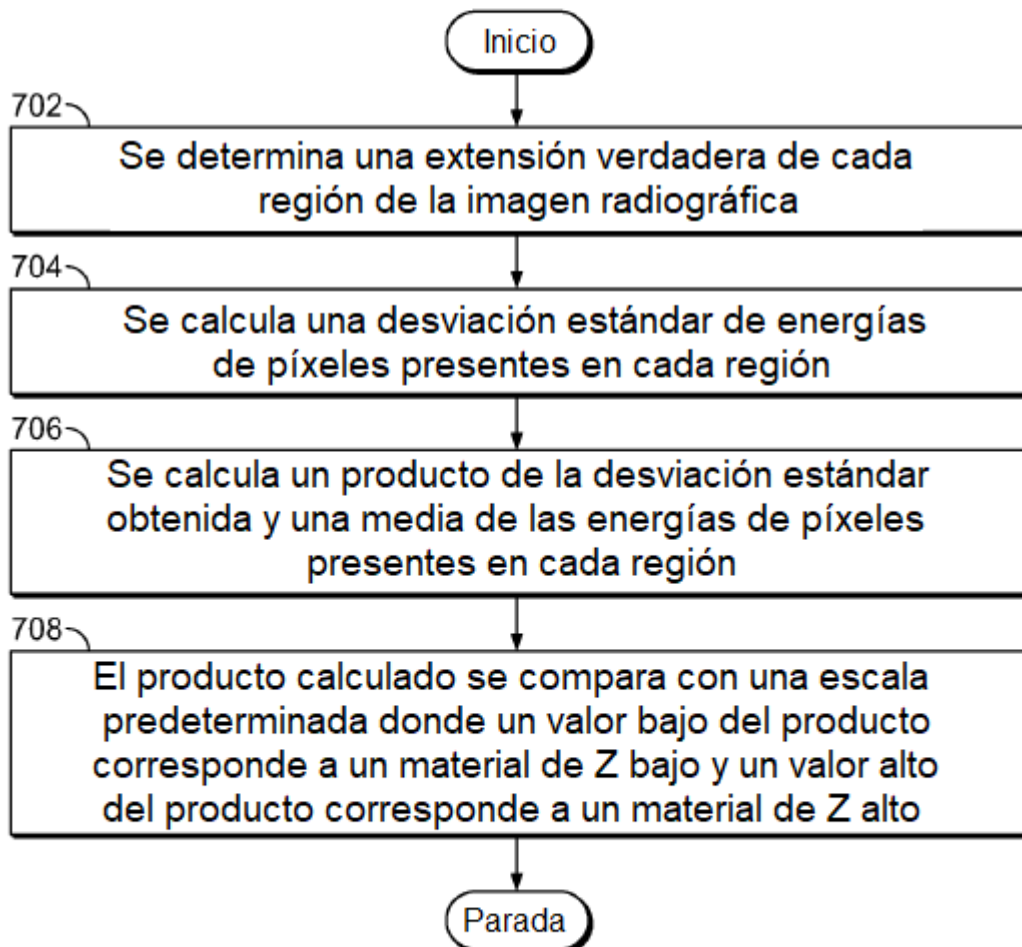 Inicio
702
Se determina una extensión verdadera de cada
región de la imagen radiográfica
704
Se calcula una desviación estándar de energías
de píxeles presentes en cada región
706
Se calcula un producto de la desviación estándar
obtenida y una media de las energías de píxeles
presentes en cada región
708
El producto calculado se compara con una escala
predeterminada donde un valor bajo del producto
corresponde a un material de Z bajo y un valor alto
del producto corresponde a un material de Z alto
Parada